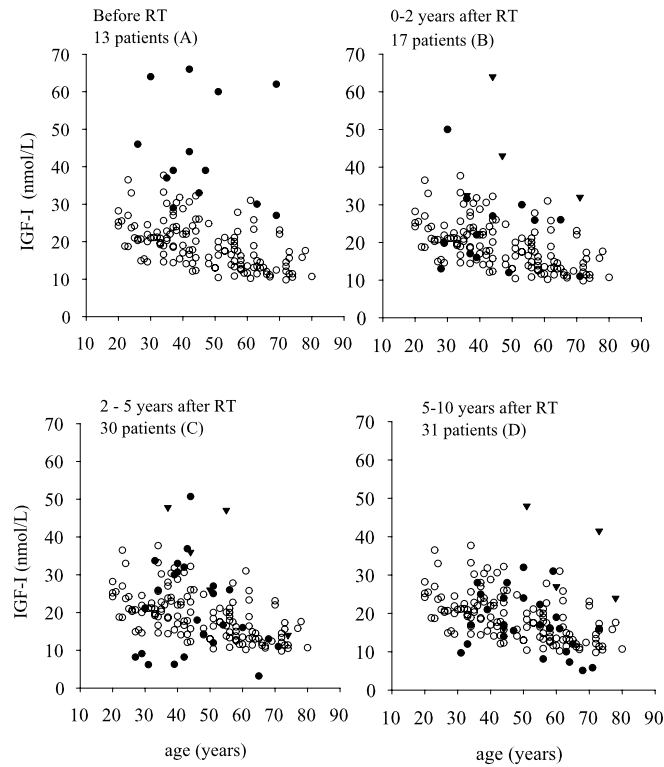 Before RT
13 patients (A)
0-2 years after RT
17 patients (B)
IGF-I (nmol/L)
70
60
50
40
30
20
10
0
10 20 30 40 50 60 70 80 90
70
60
50
40
30
20
10
0
10 20 30 40 50 60 70 80 90
2 - 5 years after RT
30 patients (C)
5-10 years after RT
31 patients (D)
IGF-I (nmol/L)
70
60
50
40
30
20
10
0
10 20 30 40 50 60 70 80 90
age (years)
70
60
50
40
30
20
10
0
10 20 30 40 50 60 70 80 90
age (years)